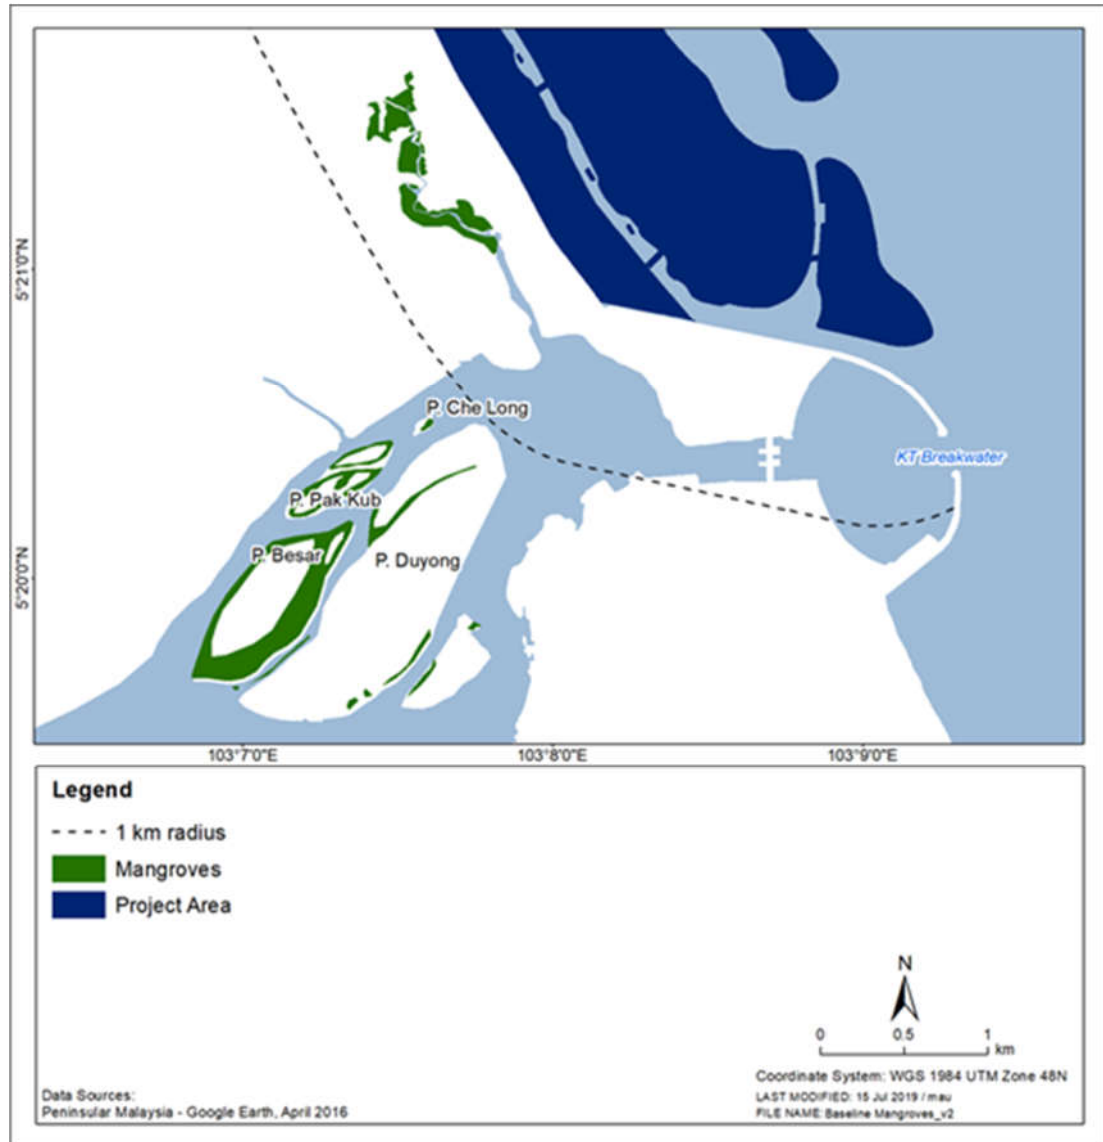 5°21'0"N
P. Che Long
KT Breakwater
P. Pak Kub
P. Besar
P. Duyong
5°20'0"N
103°7'0"E
103°8'0"E
103°9'0"E
Legend
1 km radius
Mangroves
Project Area
N
0 0.5 1
km
Coordinate System: WGS 1984 UTM Zone 48N
Data Sources:
LAST MODIFIED: 15 Jul 2019 / mau
Peninsular Malaysia - Google Earth, April 2016
FILE NAME: Baseline Mangroves_v2